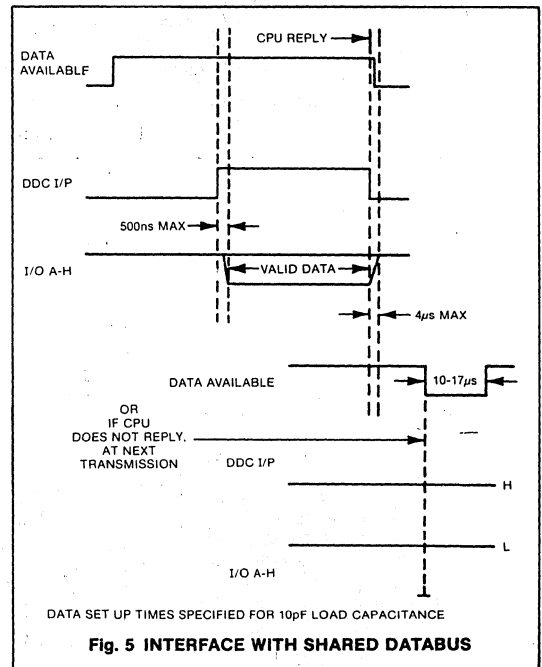 CPU REPLY
DATA
AVAILABLE
DDC I/P
500ns MAX
I/O A-H
VALID DATA
4μs MAX
DATA AVAILABLE
10-17μs
OR
IF CPU
DOES NOT REPLY,
AT NEXT
TRANSMISSION
DDC I/P
H
L
I/O A-H
DATA SET UP TIMES SPECIFIED FOR 10pF LOAD CAPACITANCE
Fig. 5 INTERFACE WITH SHARED DATABUS